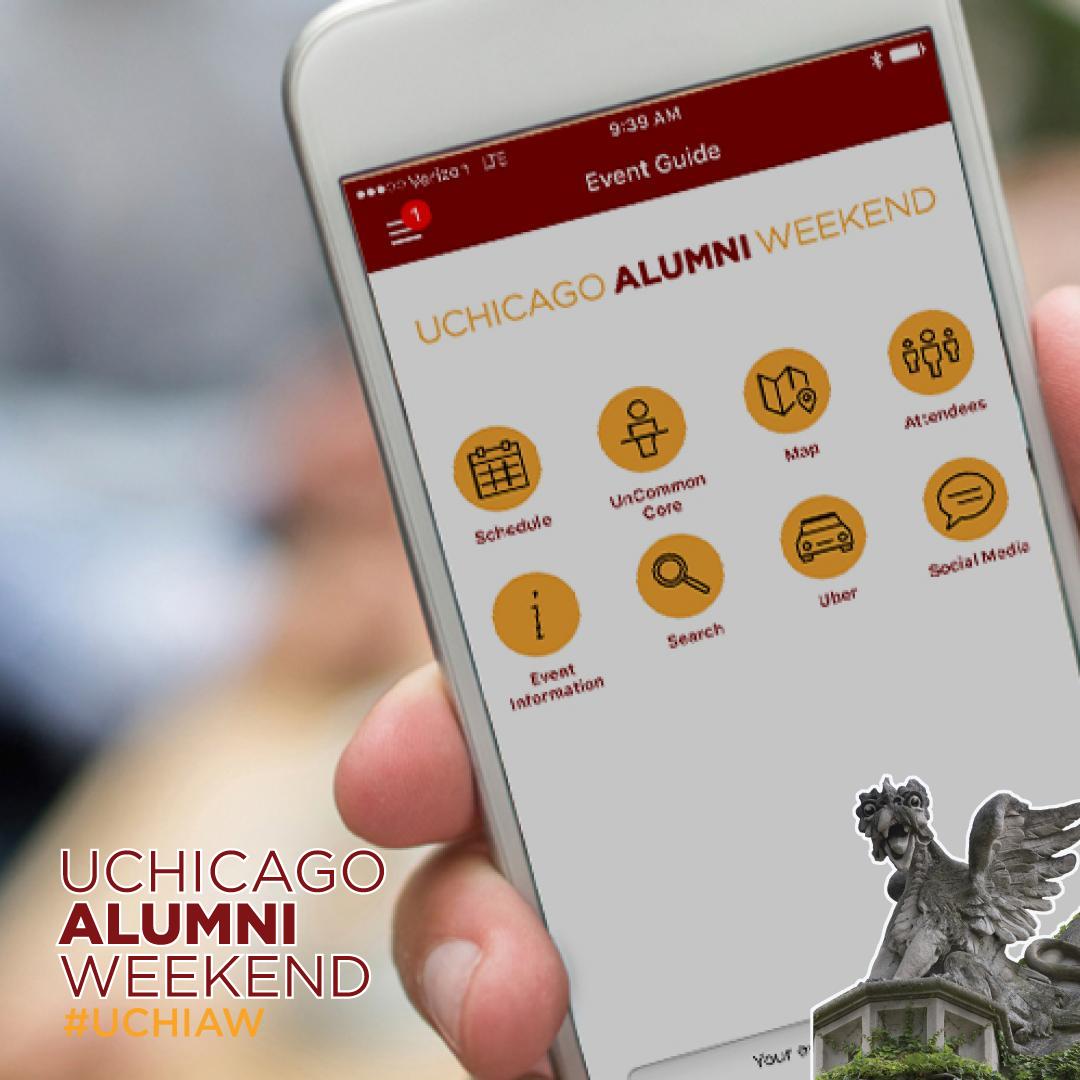 Verizon LTE
9:39 AM
Event Guide
1
UCHICAGO ALUMNI WEEKEND
Schedule
UnCommon
Core
Map
Attendees
Event
Information
Search
Uber
Social Media
Your
UCHICAGO
ALUMNI
WEEKEND
#UCHIAW